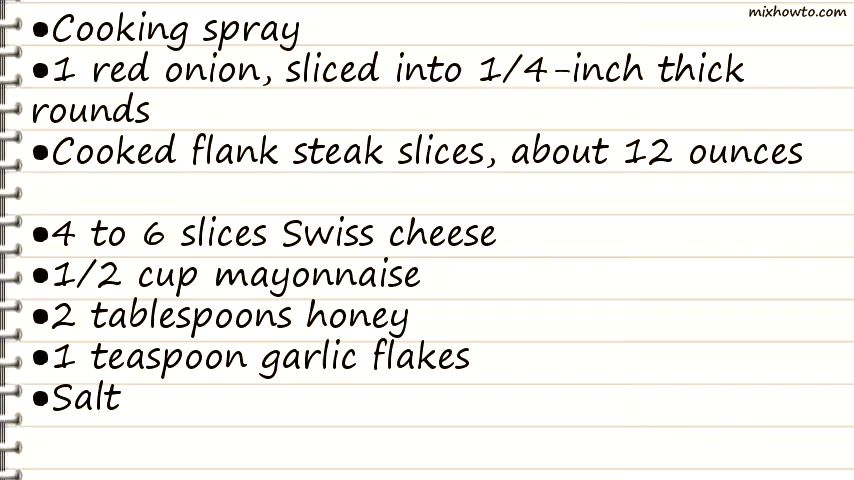 mixhowto.com
•Cooking spray
•1 red onion, sliced into 1/4-inch thick
rounds
•Cooked flank steak slices, about 12 ounces
•4 to 6 slices Swiss cheese
•1/2 cup mayonnaise
•2 tablespoons honey
•1 teaspoon garlic flakes
•Salt